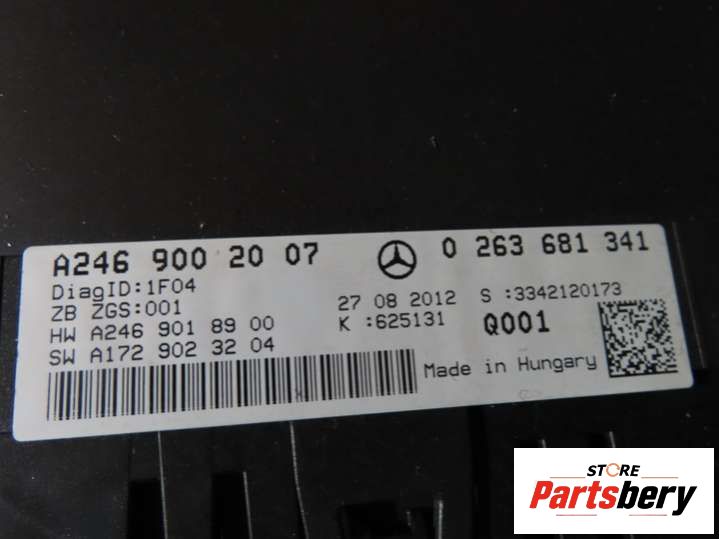 A246 900 20 07 0 263 681 341
DiagID:1F04
ZB ZGS:001 27 08 2012 S :3342120173
HW A246 901 89 00 K :625131 Q001
SW A172 902 32 04
Made in Hungary
STORE
Partsbery